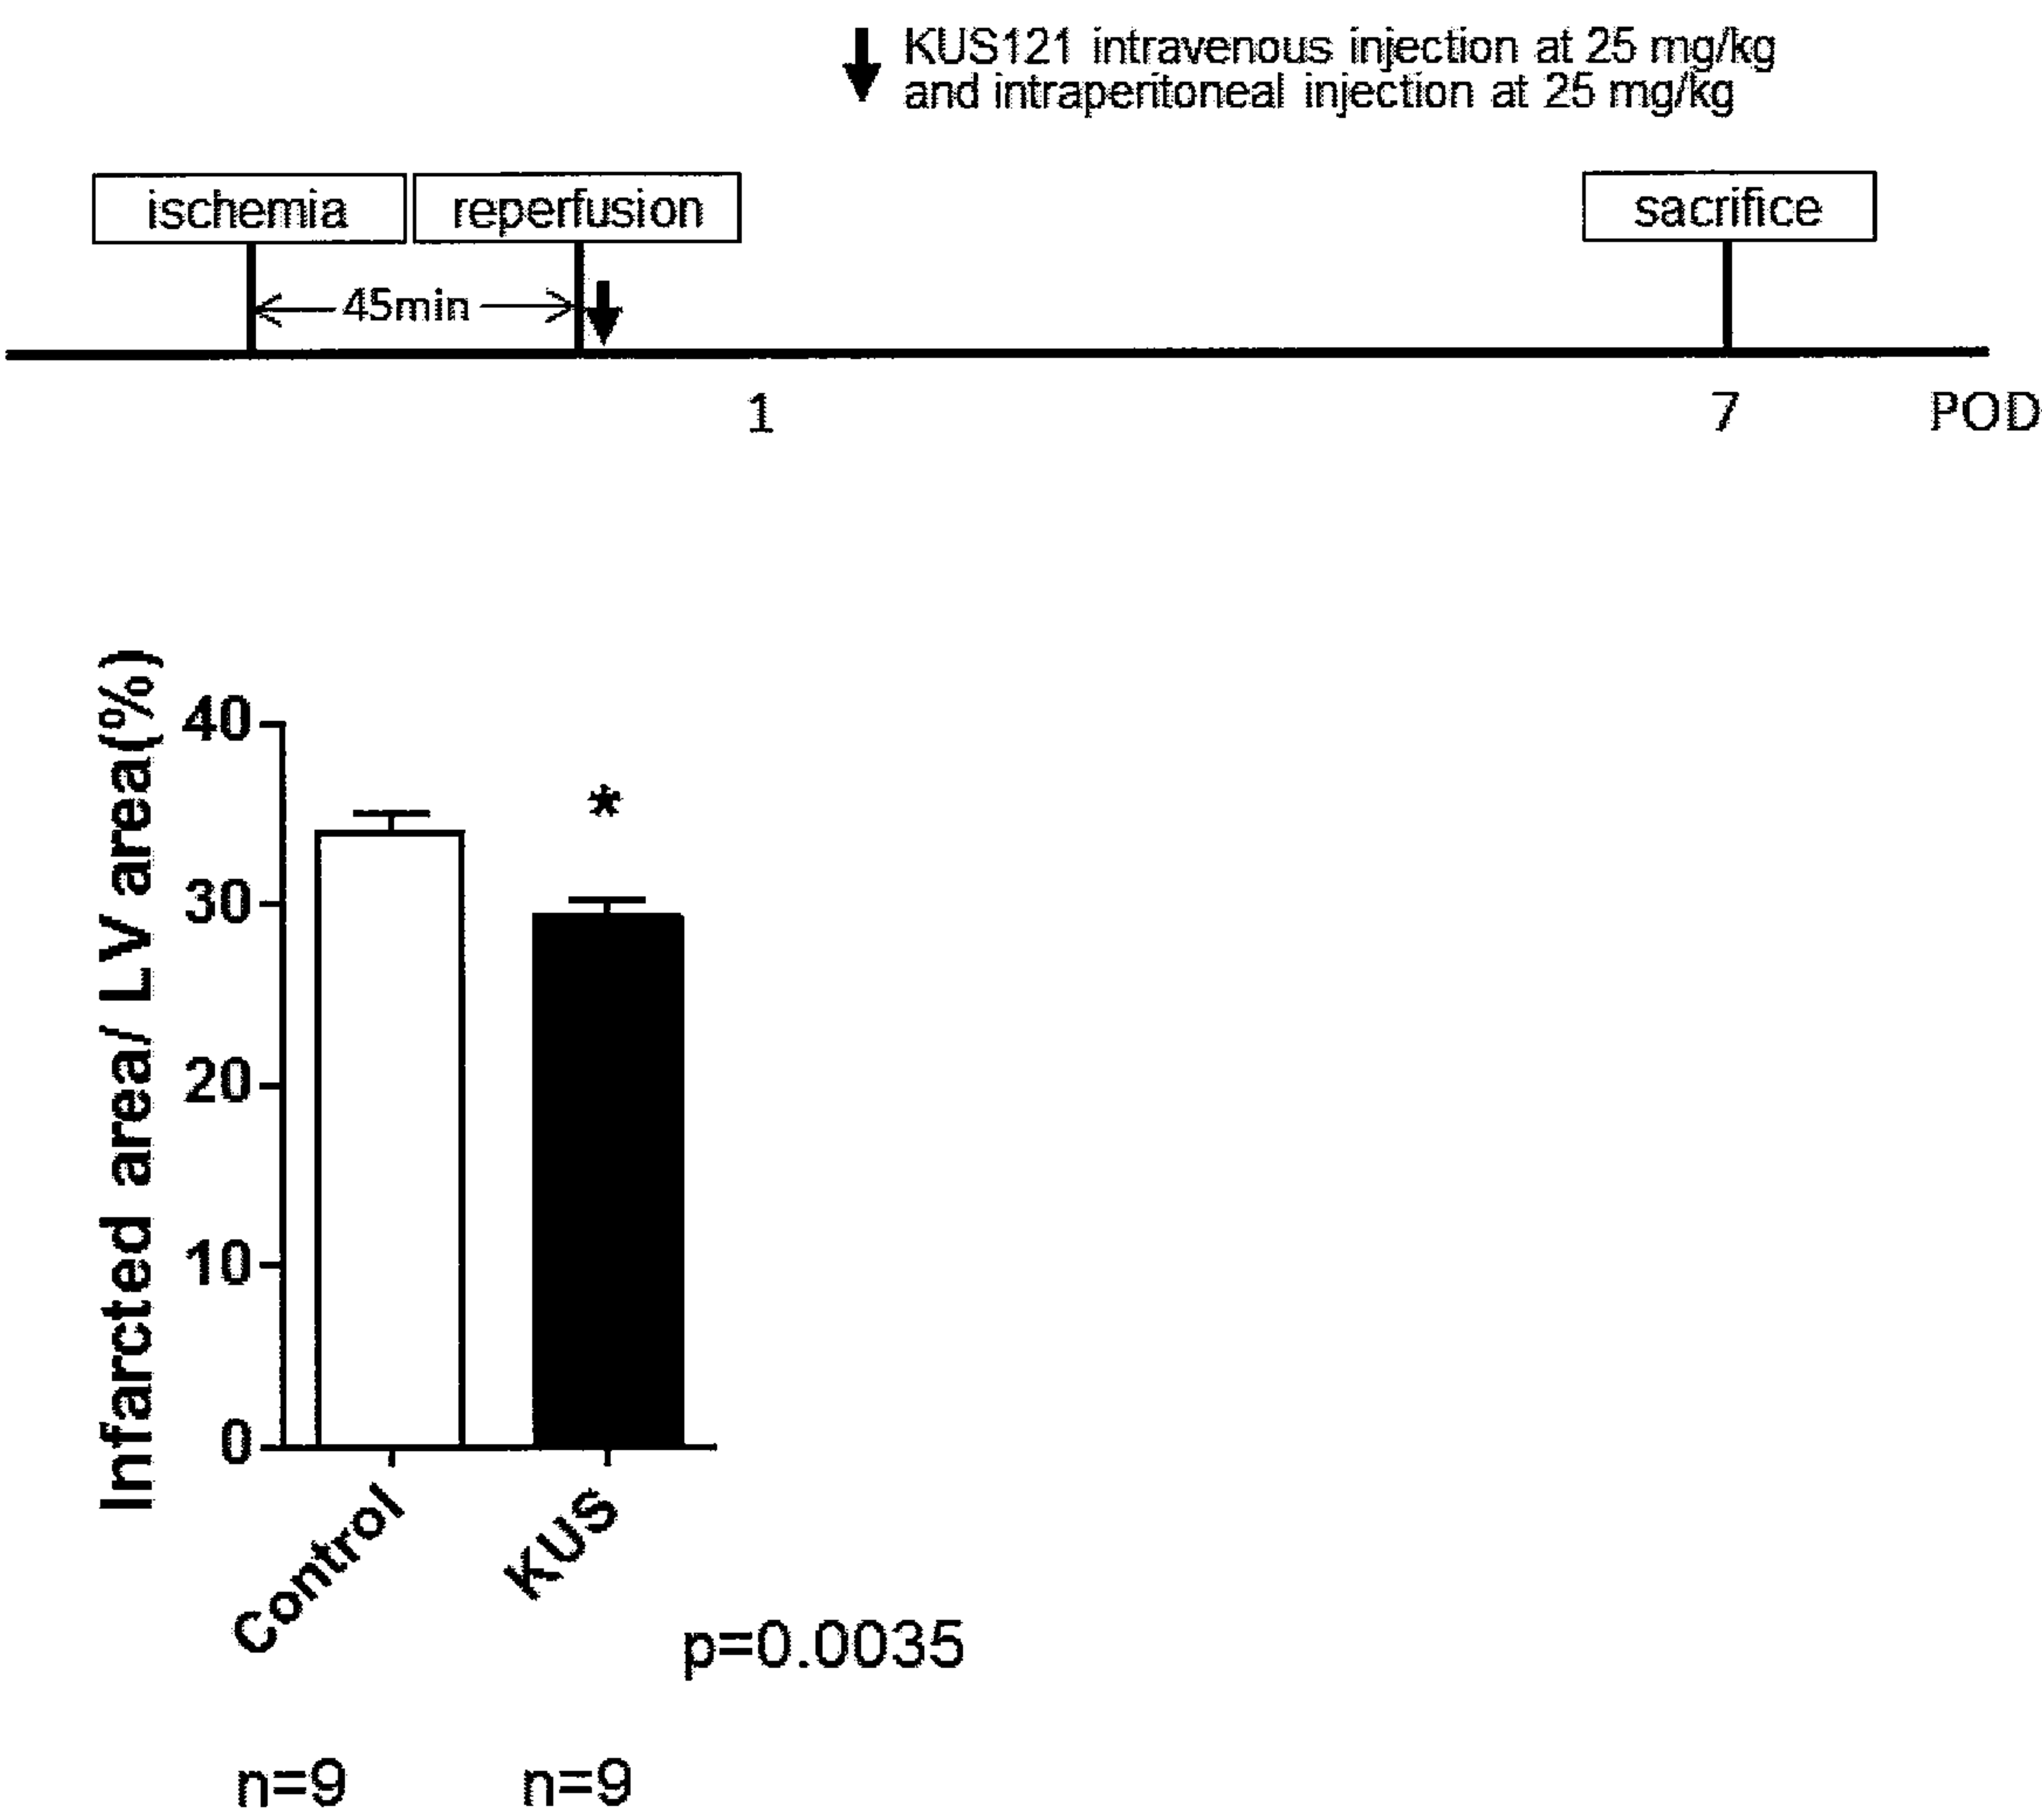 KUS121 intravenous injection at 25 mg/kg
and intraperitoneal injection at 25 mg/kg
ischemia
reperfusion
sacrifice
45min
1
7
POD
Infarcted area/ LV area(%)
40
30
20
10
0
*
Control
KUS
p=0.0035
n=9
n=9